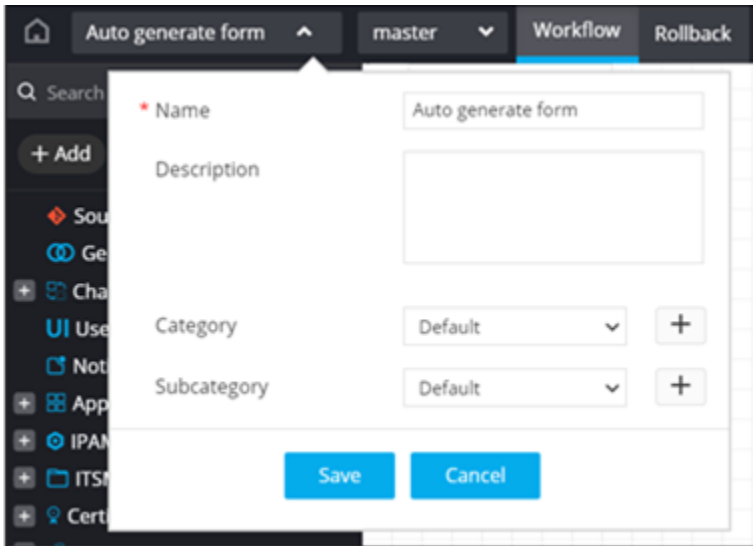 Auto generate form master Workflow Rollback
Search
* Name Auto generate form
+ Add
Description
Sou
Ge
Cha
Category Default +
UI Use
Noti
Subcategory Default +
App
IPAM
ITSM
Save Cancel
Certi